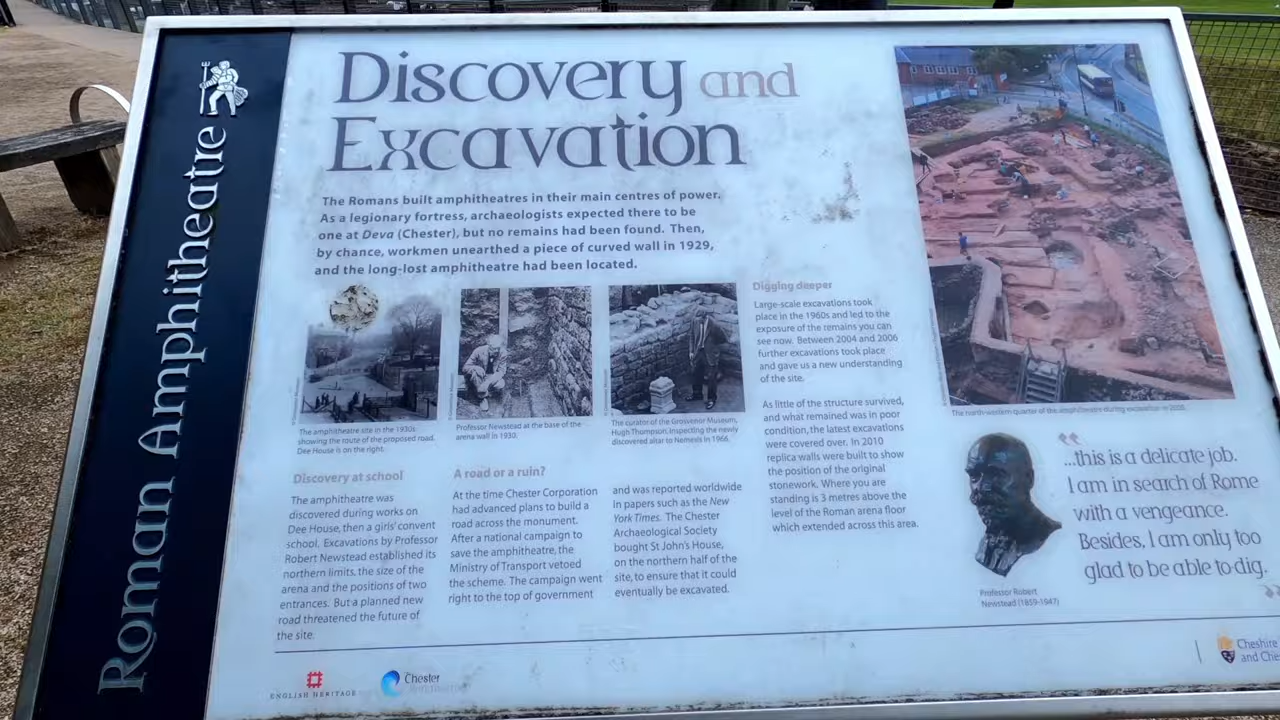 Roman Amphitheatre
Discovery and
Excavation
The Romans built amphitheatres in their main centres of power.
As a legionary fortress, archaeologists expected there to be
one at Deva (Chester), but no remains had been found. Then,
by chance, workmen unearthed a piece of curved wall in 1929,
and the long-lost amphitheatre had been located.
The amphitheatre site in the 1930s
showing the route of the proposed road.
Dee House is on the right.
Professor Newstead at the base of the
arena wall in 1930.
The curator of the Grosvenor Museum,
Hugh Thompson, inspecting the newly
discovered altar to Nemesis in 1966.
Discovery at school
The amphitheatre was
discovered during works on
Dee House, then a girls' convent
school. Excavations by Professor
Robert Newstead established its
northern limits, the size of the
arena and the positions of two
entrances. But a planned new
road threatened the future of
the site.
A road or a ruin?
At the time Chester Corporation
had advanced plans to build a
road across the monument.
After a national campaign to
save the amphitheatre, the
Ministry of Transport vetoed
the scheme. The campaign went
right to the top of government
and was reported worldwide
in papers such as the New
York Times. The Chester
Archaeological Society
bought St John's House,
on the northern half of the
site, to ensure that it could
eventually be excavated.
Digging deeper
Large-scale excavations took
place in the 1960s and led to the
exposure of the remains you can
see now. Between 2004 and 2006
further excavations took place
and gave us a new understanding
of the site.
As little of the structure survived,
and what remained was in poor
condition, the latest excavations
were covered over. In 2010
replica walls were built to show
the position of the original
stonework. Where you are
standing is 3 metres above the
level of the Roman arena floor
which extended across this area.
The north-western quarter of the amphitheatre during excavation in
“
...this is a delicate job.
I am in search of Rome
with a vengeance.
Besides, I am only too
glad to be able to dig.
”
Professor Robert
Newstead (1859-1947)
ENGLISH HERITAGE
Chester
Cheshire
and Che